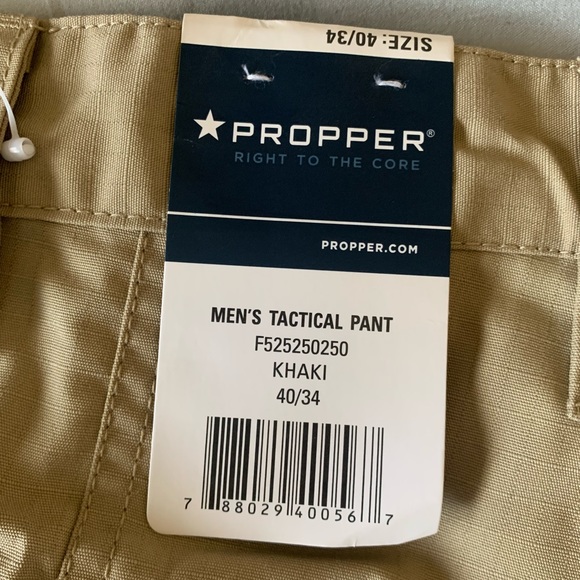 SIZE: 40/34
PROPPER®
RIGHT TO THE CORE
PROPPER.COM
MEN'S TACTICAL PANT
F525250250
KHAKI
40/34
7 88029 40056 7